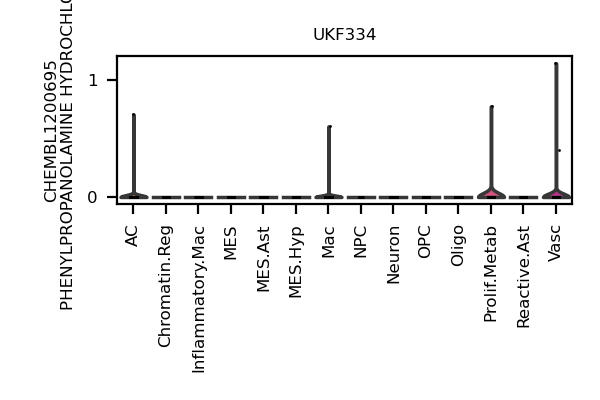 UKF334
CHEMBL1200695
PHENYLPROPANOLAMINE
1
0
AC
Chromatin.Reg
Inflammatory.Mac
MES
MES.Ast
MES.Hyp
Mac
NPC
Neuron
OPC
Oligo
Prolif.Metab
Reactive.Ast
Vasc